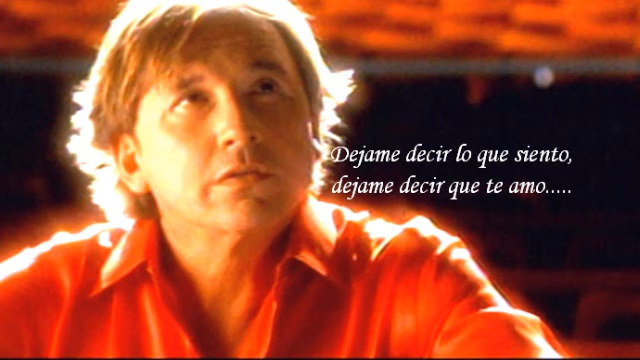 Dejame decir lo que siento,
dejame decir que te amo.....